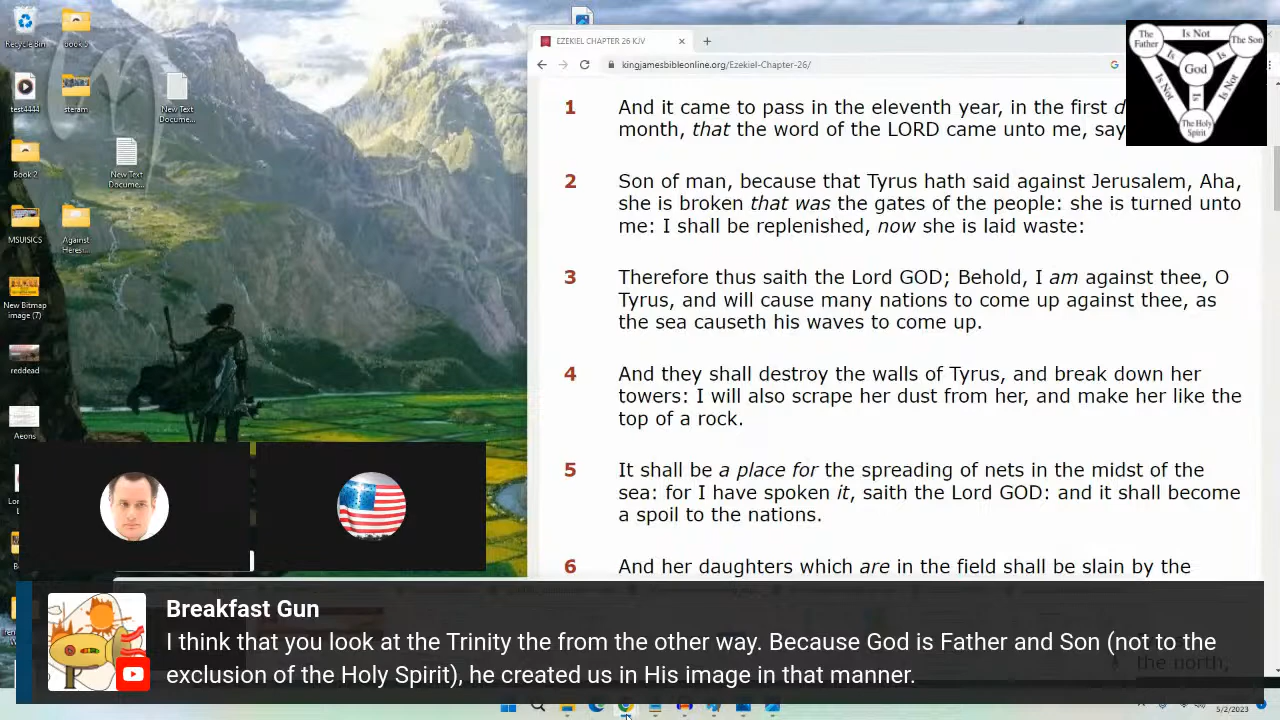 Recycle Bin
book 5
test4444
steram
New Text
Docume...
Book 2
New Text
Docume...
MSUISICS
Against
Heresi...
New Bitmap
image (7)
reddead
Aeons
EZEKIEL CHAPTER 26 KJV
kingjamesbibleonline.org/Ezekiel-Chapter-26/
The Father
Is Not
The Son
Is
Is
God
Is Not
Is
Is Not
The Holy Spirit
1 And it came to pass in the eleventh year, in the first
month, that the word of the LORD came unto me, say
2 Son of man, because that Tyrus hath said against Jerusalem, Aha,
she is broken that was the gates of the people: she is turned unto
me: I shall be replenished, now she is laid waste:
3 Therefore thus saith the Lord GOD; Behold, I am against thee, O
Tyrus, and will cause many nations to come up against thee, as
the sea causeth his waves to come up.
4 And they shall destroy the walls of Tyrus, and break down her
towers: I will also scrape her dust from her, and make her like the
top of a rock.
5 It shall be a place for the spreading of nets in the midst of the
sea: for I have spoken it, saith the Lord GOD: and it shall become
a spoil to the nations.
6 And her daughters which are in the field shall be slain by the
the north,
Breakfast Gun
I think that you look at the Trinity the from the other way. Because God is Father and Son (not to the
exclusion of the Holy Spirit), he created us in His image in that manner.
5/2/2023